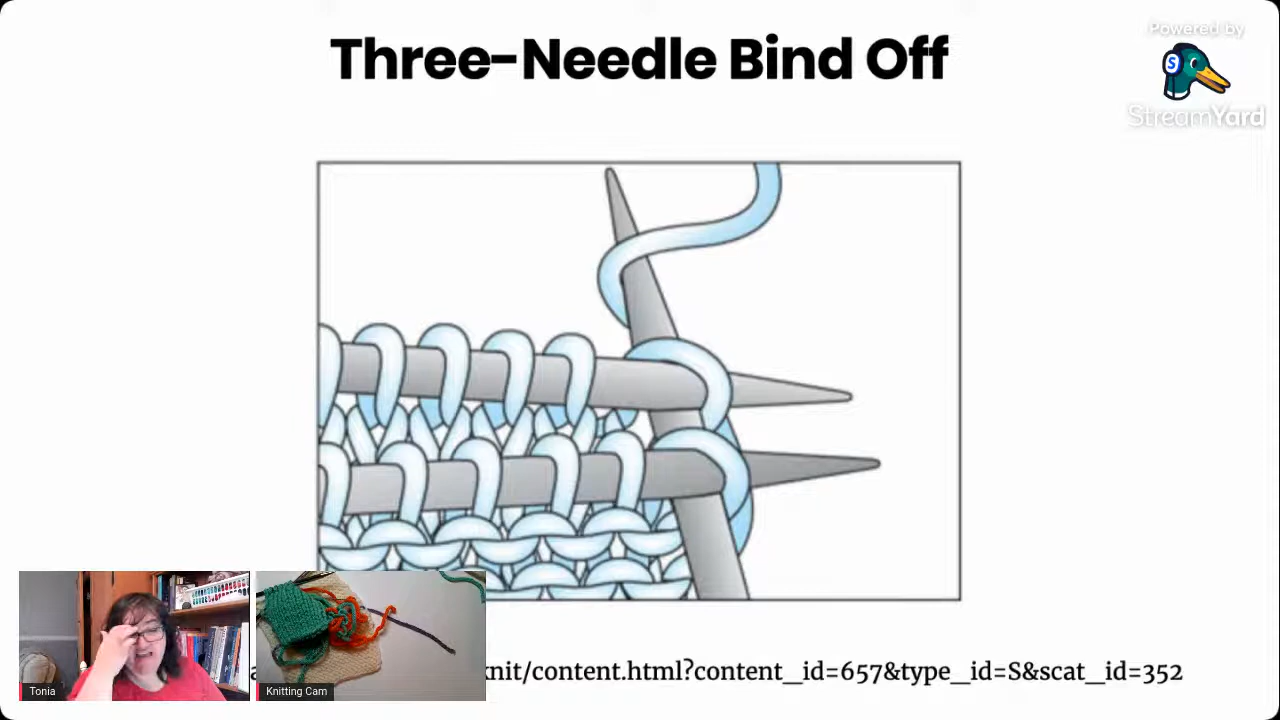 Three-Needle Bind Off
Powered by
S
StreamYard
knit/content.html?content_id=657&type_id=S&scat_id=352
Tonia
Knitting Cam